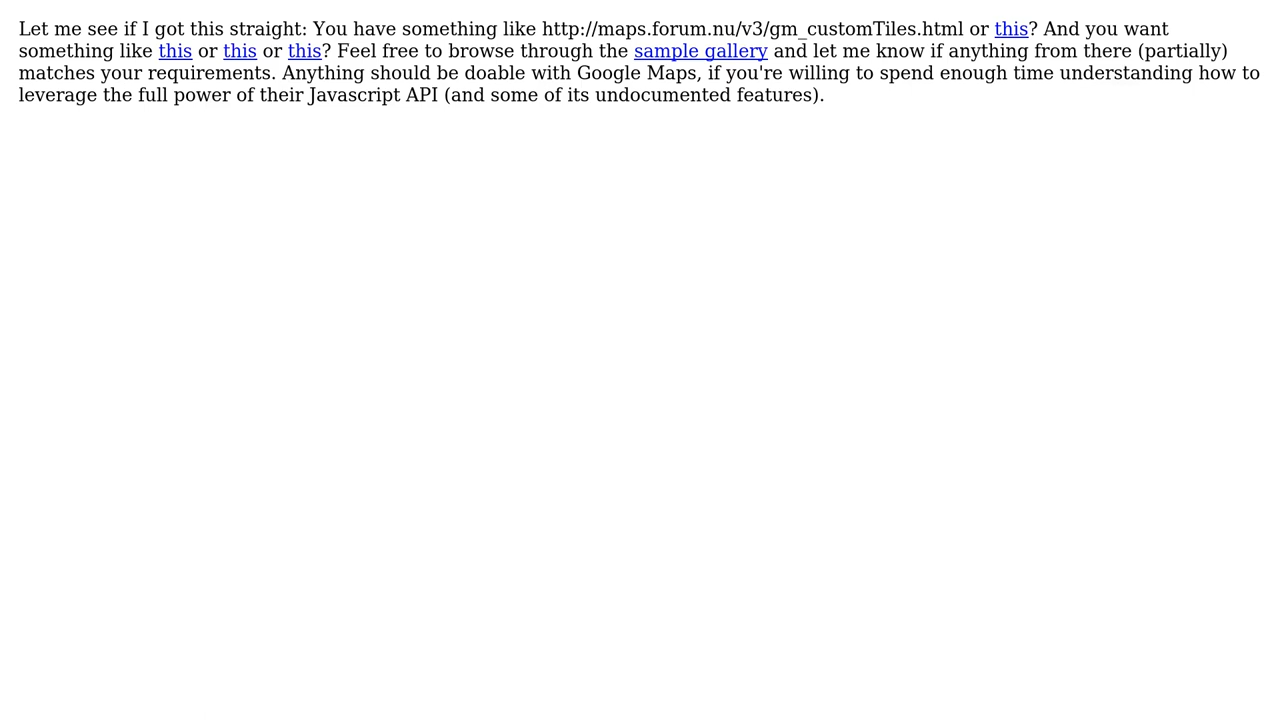 Let me see if I got this straight: You have something like http://maps.forum.nu/v3/gm_customTiles.html or this? And you want
something like this or this or this? Feel free to browse through the sample gallery and let me know if anything from there (partially)
matches your requirements. Anything should be doable with Google Maps, if you're willing to spend enough time understanding how to
leverage the full power of their Javascript API (and some of its undocumented features).